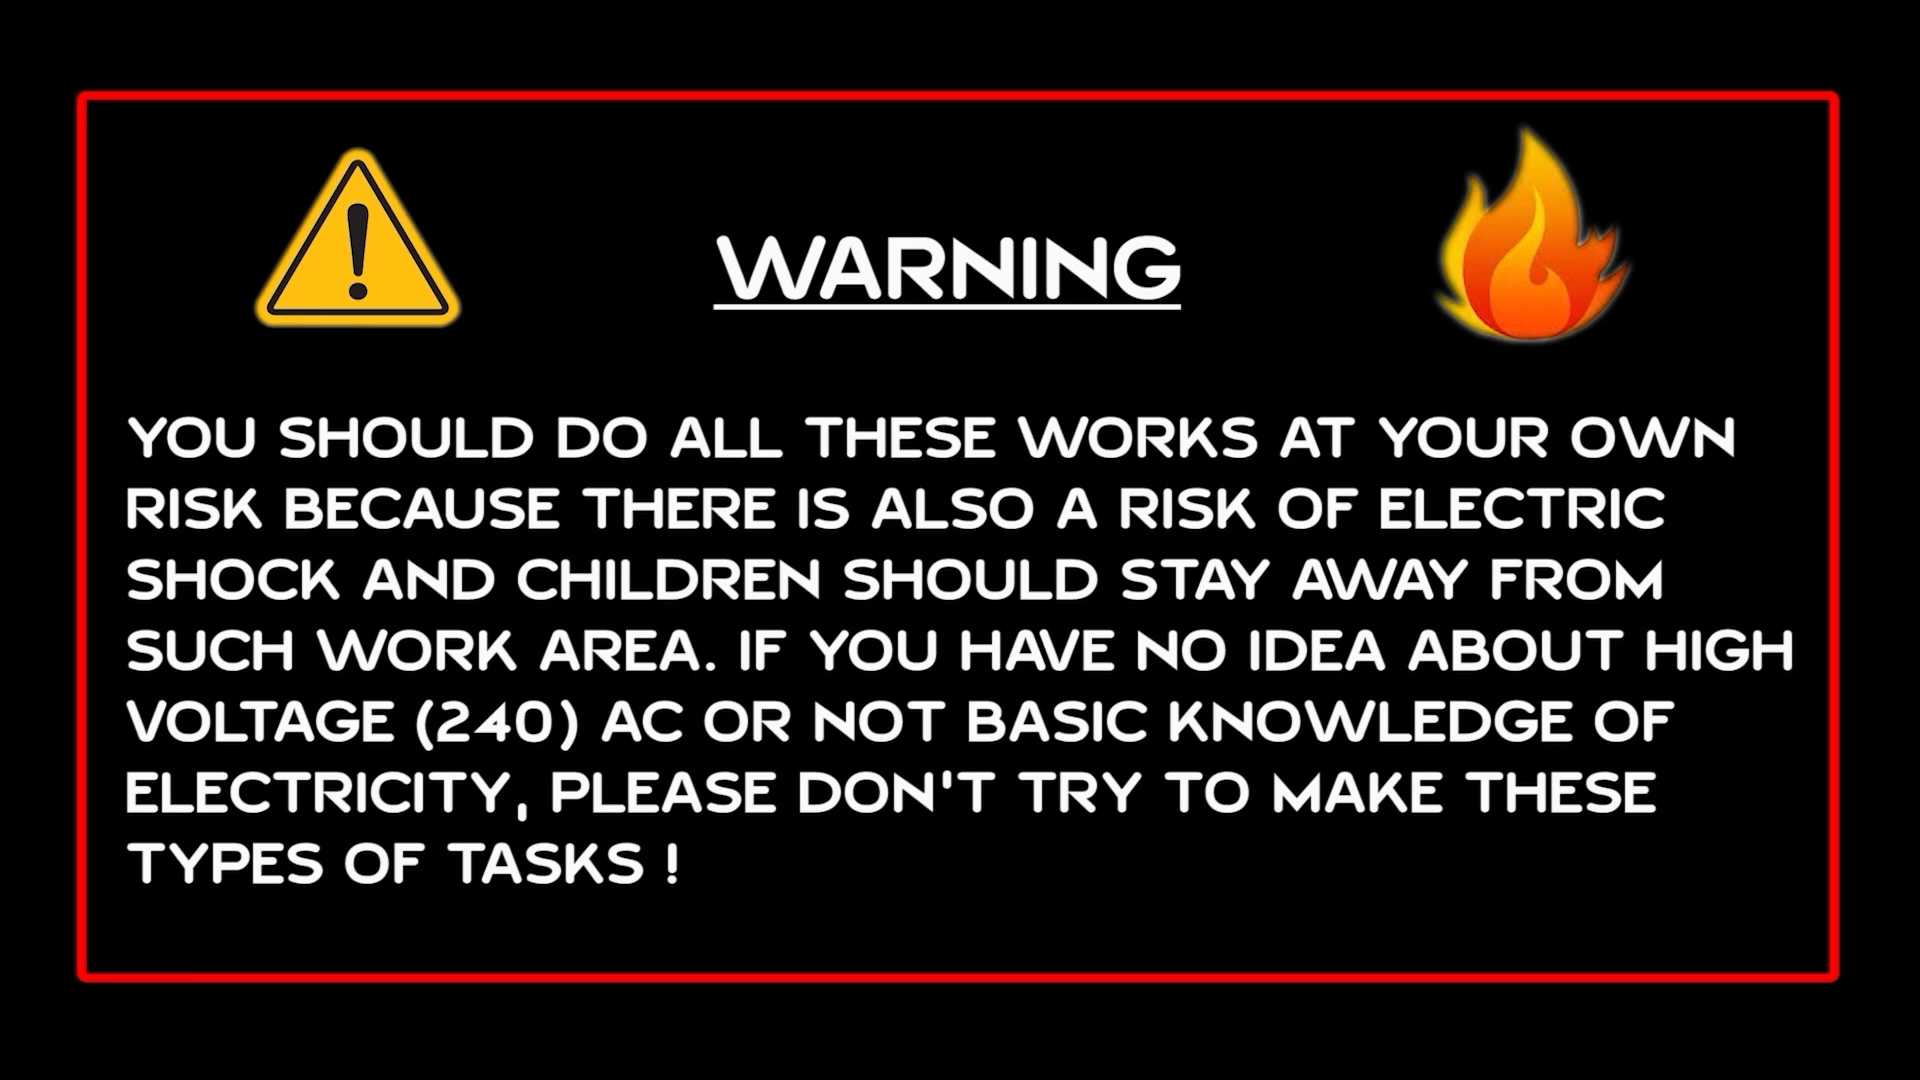 WARNING
YOU SHOULD DO ALL THESE WORKS AT YOUR OWN
RISK BECAUSE THERE IS ALSO A RISK OF ELECTRIC
SHOCK AND CHILDREN SHOULD STAY AWAY FROM
SUCH WORK AREA. IF YOU HAVE NO IDEA ABOUT HIGH
VOLTAGE (240) AC OR NOT BASIC KNOWLEDGE OF
ELECTRICITY, PLEASE DON'T TRY TO MAKE THESE
TYPES OF TASKS !